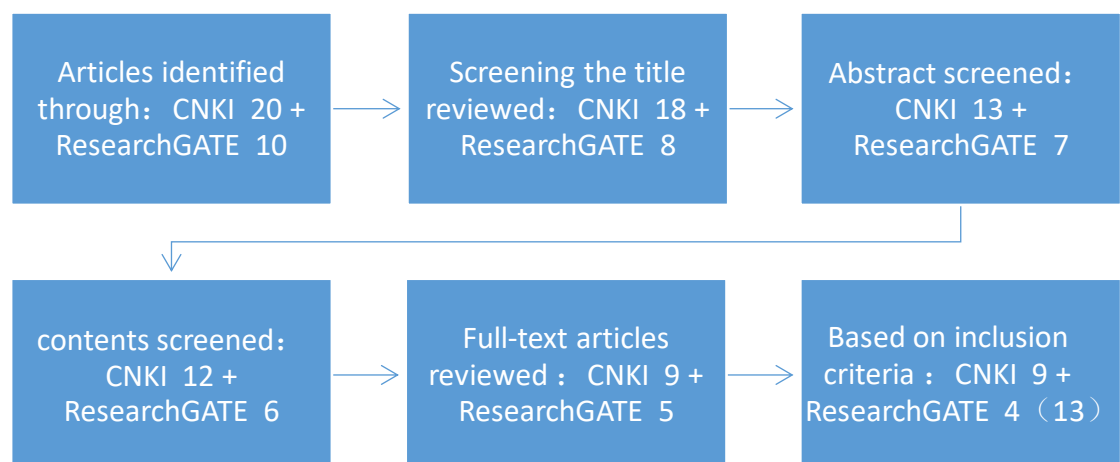 Articles identified
through： CNKI 20 +
ResearchGATE 10
Screening the title
reviewed： CNKI 18 +
ResearchGATE 8
Abstract screened：
CNKI 13 +
ResearchGATE 7
contents screened：
CNKI 12 +
ResearchGATE 6
Full-text articles
reviewed ： CNKI 9 +
ResearchGATE 5
Based on inclusion
criteria ： CNKI 9 +
ResearchGATE 4（13）